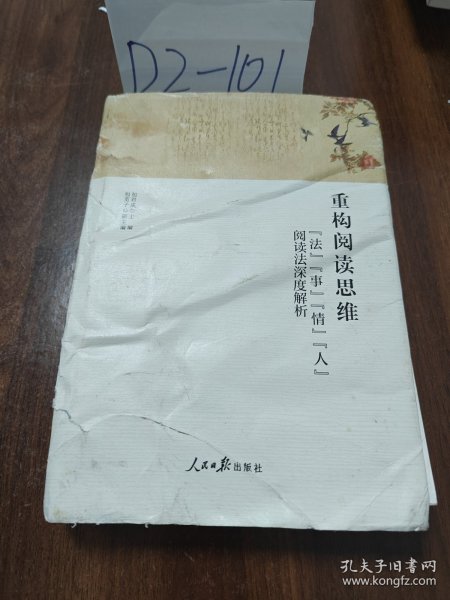 D2-101
重构阅读思维
『法』『事』『情』『人』
阅读法深度解析
人民日报出版社
孔夫子旧书网
www.kongfz.com